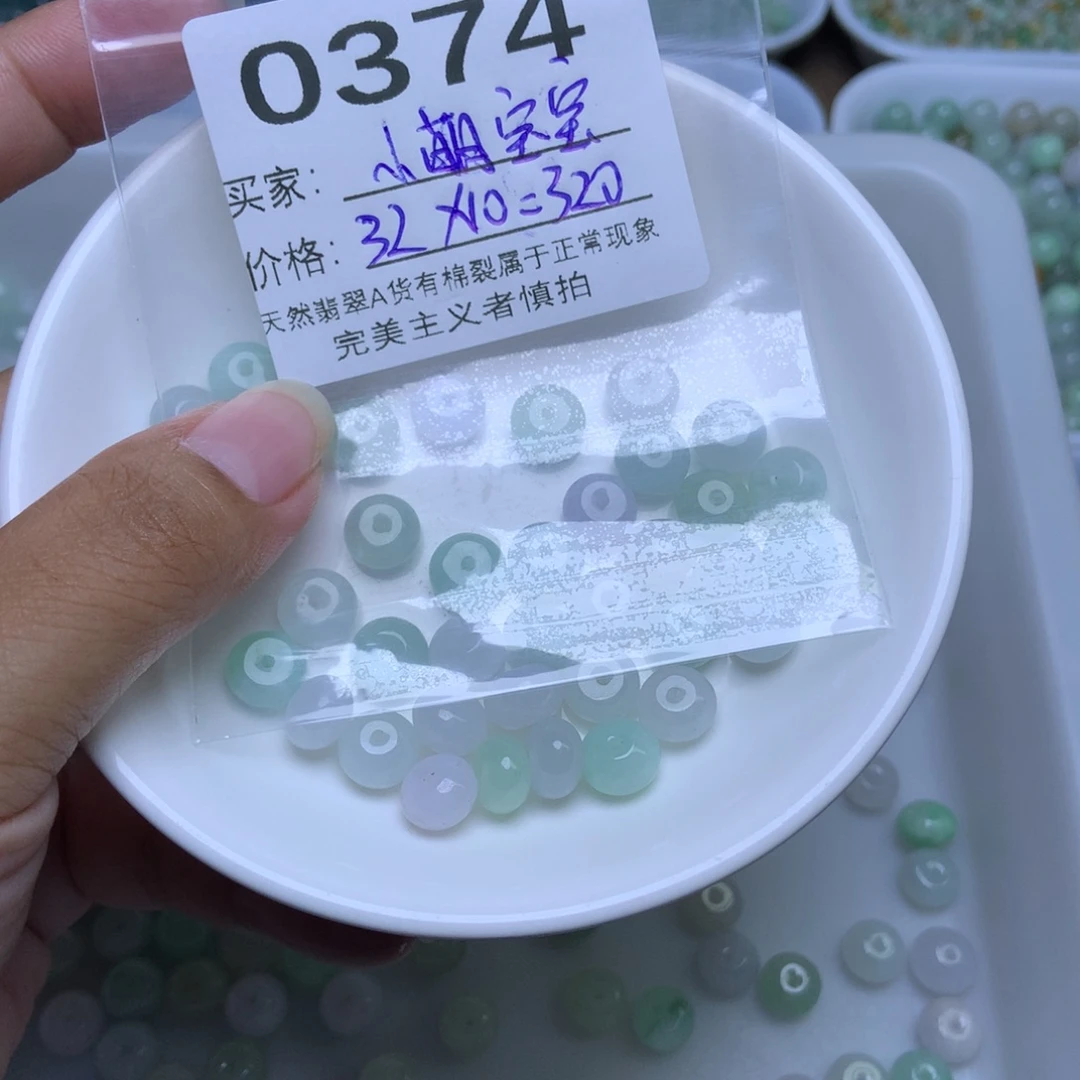 0374
买家：小萌宝宝
价格：32×10=320
天然翡翠A货有棉裂属于正常现象
完美主义者慎拍